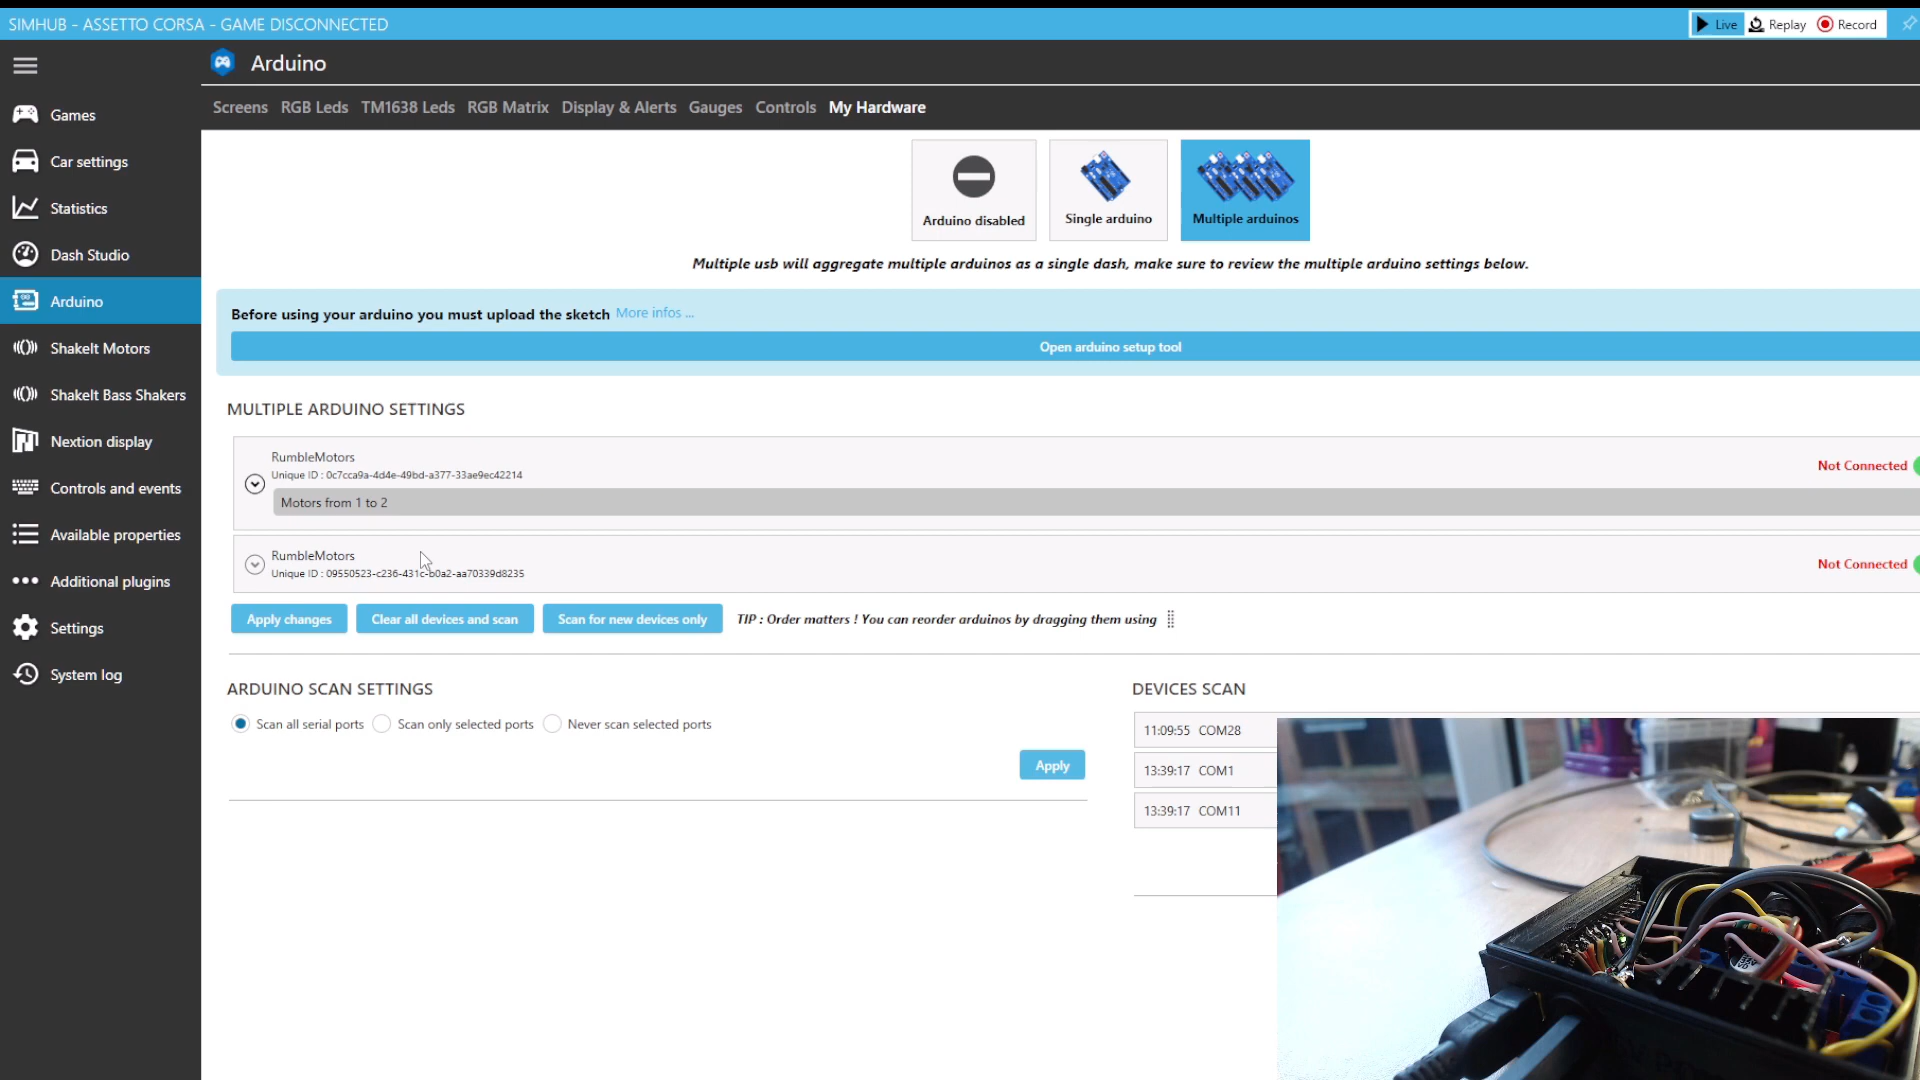 SIMHUB - ASSETTO CORSA - GAME DISCONNECTED
Live Replay Record
Arduino
Screens RGB Leds TM1638 Leds RGB Matrix Display & Alerts Gauges Controls My Hardware
Games
Car settings
Statistics
Dash Studio
Arduino
ShakeIt Motors
ShakeIt Bass Shakers
Nextion display
Controls and events
Available properties
Additional plugins
Settings
System log
Arduino disabled
Single arduino
Multiple arduinos
Multiple usb will aggregate multiple arduinos as a single dash, make sure to review the multiple arduino settings below.
Before using your arduino you must upload the sketch More infos ...
Open arduino setup tool
MULTIPLE ARDUINO SETTINGS
RumbleMotors
Unique ID : 0c7cca9a-4d4e-49bd-a377-33ae9ec42214
Not Connected
Motors from 1 to 2
RumbleMotors
Unique ID : 09550523-c236-431c-b0a2-aa70339d8235
Not Connected
Apply changes Clear all devices and scan Scan for new devices only TIP : Order matters ! You can reorder arduinos by dragging them using
ARDUINO SCAN SETTINGS
Scan all serial ports Scan only selected ports Never scan selected ports
Apply
DEVICES SCAN
11:09:55 COM28
13:39:17 COM1
13:39:17 COM11